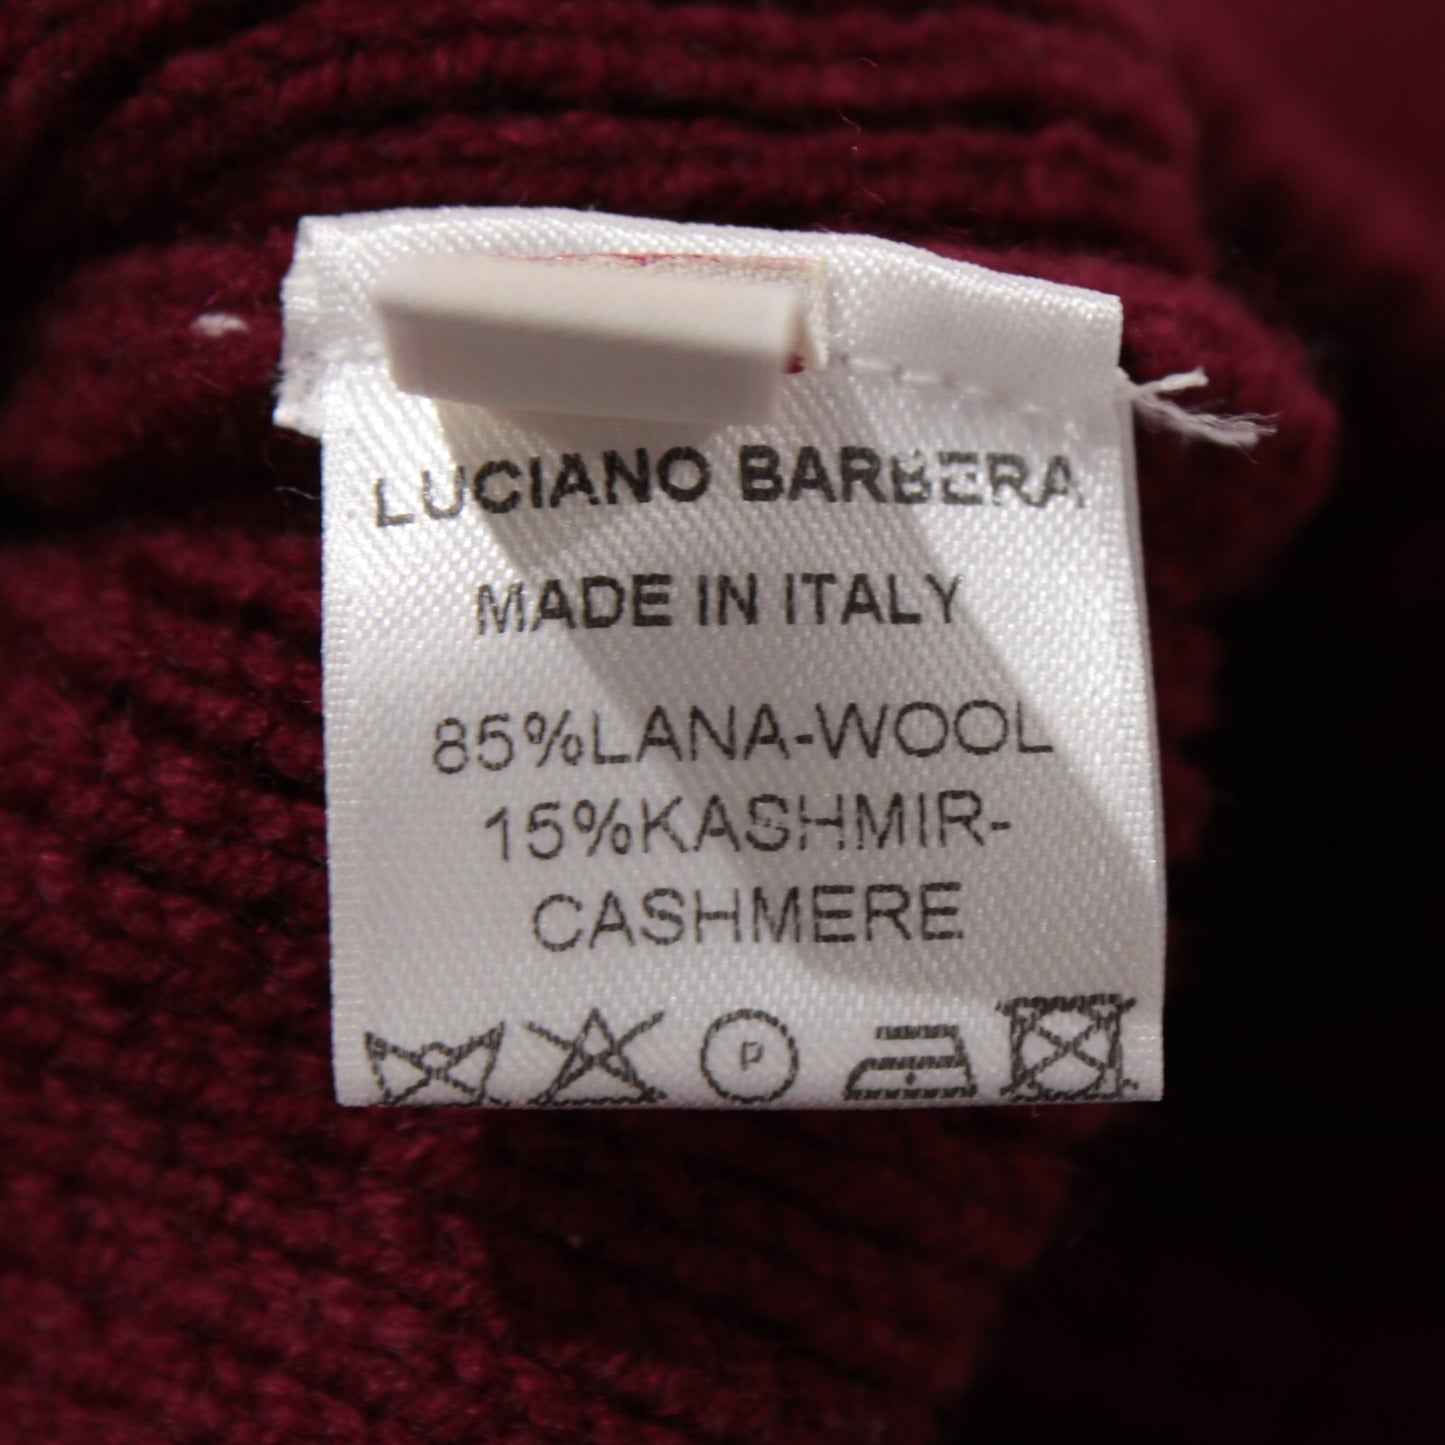 LUCIANO BARBERA
MADE IN ITALY
85%LANA-WOOL
15%KASHMIR-
CASHMERE
P